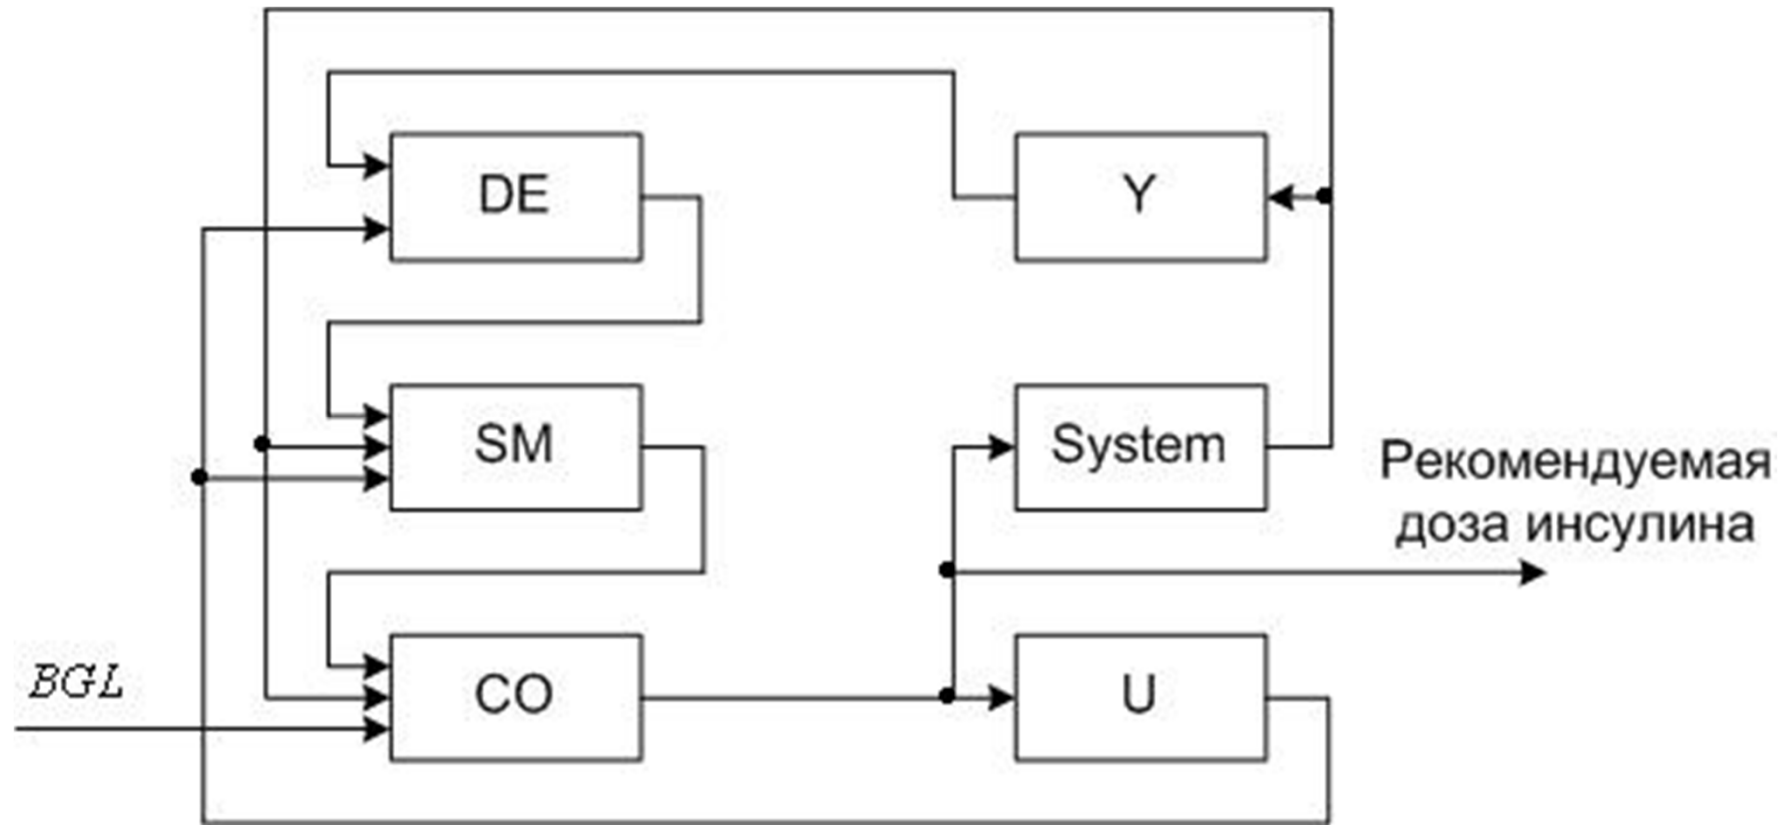 DE
Y
SM
System
Рекомендуемая
доза инсулина
BGL
CO
U